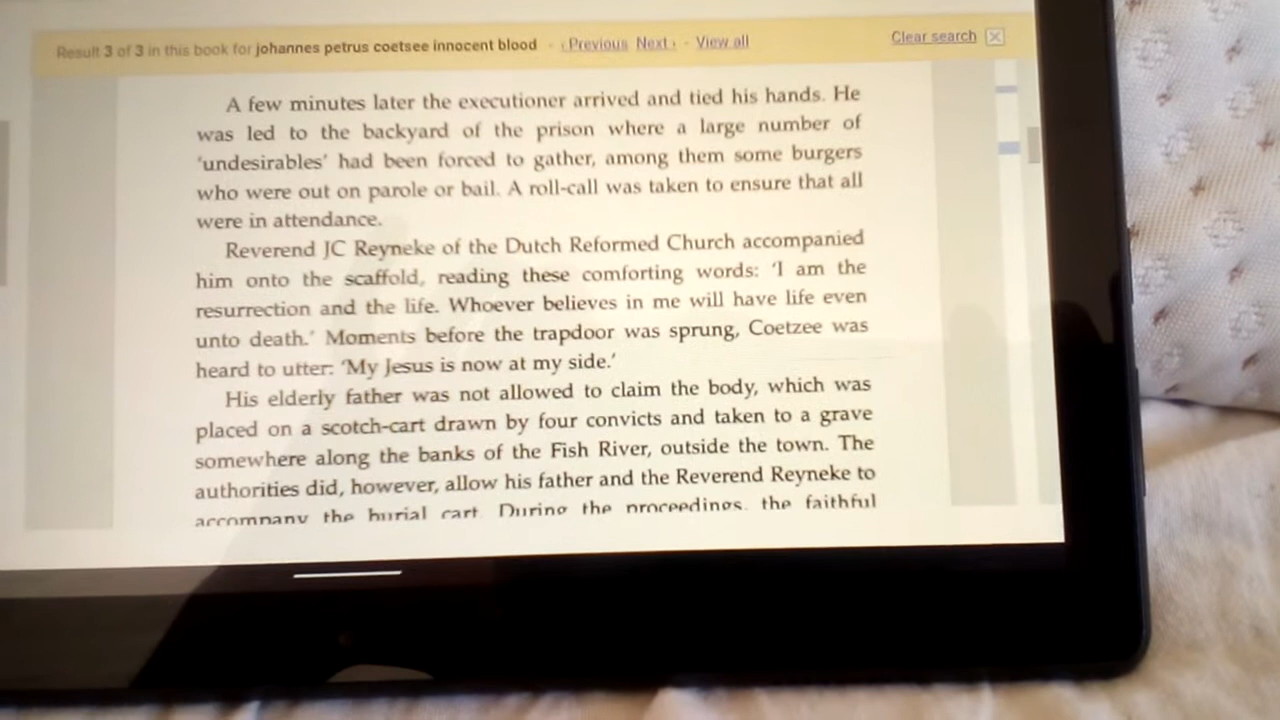 Result 3 of 3 in this book for johannes petrus coetsee innocent blood - ‹ Previous Next › - View all Clear search
A few minutes later the executioner arrived and tied his hands. He
was led to the backyard of the prison where a large number of
'undesirables' had been forced to gather, among them some burgers
who were out on parole or bail. A roll-call was taken to ensure that all
were in attendance.
Reverend JC Reyneke of the Dutch Reformed Church accompanied
him onto the scaffold, reading these comforting words: 'I am the
resurrection and the life. Whoever believes in me will have life even
unto death.' Moments before the trapdoor was sprung, Coetzee was
heard to utter: 'My Jesus is now at my side.'
His elderly father was not allowed to claim the body, which was
placed on a scotch-cart drawn by four convicts and taken to a grave
somewhere along the banks of the Fish River, outside the town. The
authorities did, however, allow his father and the Reverend Reyneke to
accompany the burial cart. During the proceedings, the faithful